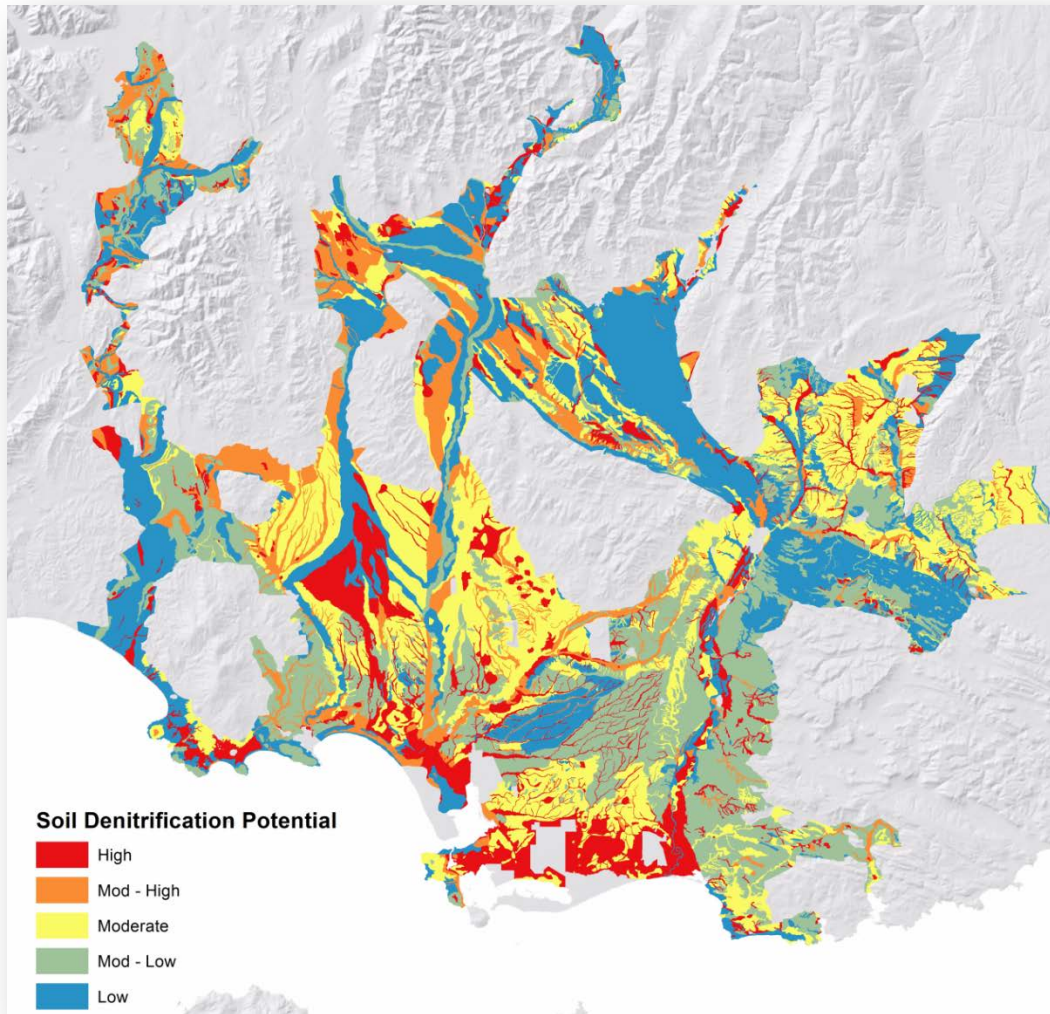 Soil Denitrification Potential
High
Mod - High
Moderate
Mod - Low
Low